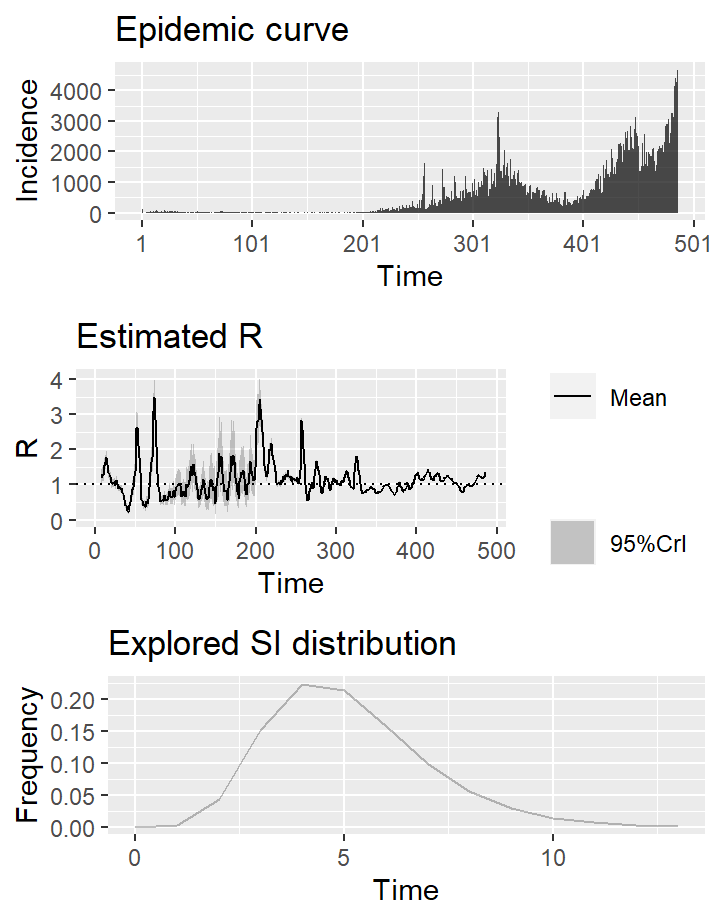 Epidemic curve
Incidence
4000
3000
2000
1000
0
1 101 201 301 401 501
Time
Estimated R
R
4
3
2
1
0
0 100 200 300 400 500
Time
Mean
95%CrI
Explored SI distribution
Frequency
0.20
0.15
0.10
0.05
0.00
0 5 10
Time